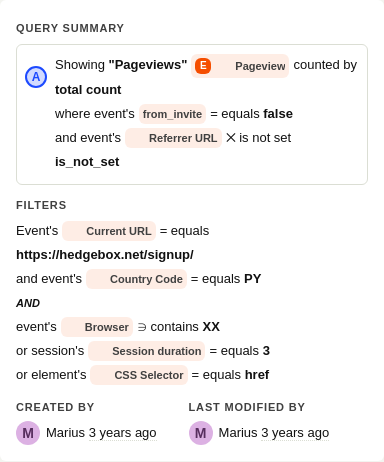 QUERY SUMMARY
A Showing "Pageviews" E Pageview counted by
total count
where event's from_invite = equals false
and event's Referrer URL ✕ is not set
is_not_set
FILTERS
Event's Current URL = equals
https://hedgebox.net/signup/
and event's Country Code = equals PY
AND
event's Browser ∋ contains XX
or session's Session duration = equals 3
or element's CSS Selector = equals href
CREATED BY LAST MODIFIED BY
M Marius 3 years ago M Marius 3 years ago